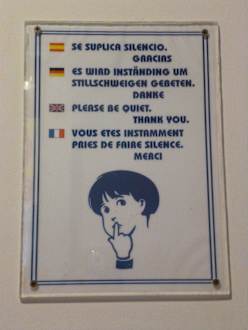 SE SUPLICA SILENCIO.
GRACIAS
ES WIRD INSTÄNDING UM
STILLSCHWEIGEN GEBETEN.
DANKE
PLEASE BE QUIET.
THANK YOU.
VOUS ETES INSTAMMENT
PRIES DE FAIRE SILENCE.
MERCI